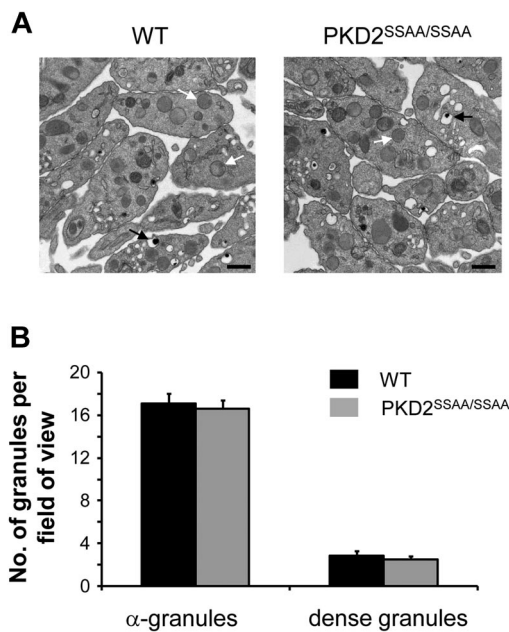 A
WT
PKD2SSAA/SSAA
B
No. of granules per
field of view
20
16
12
8
4
0
WT
PKD2SSAA/SSAA
α-granules
dense granules